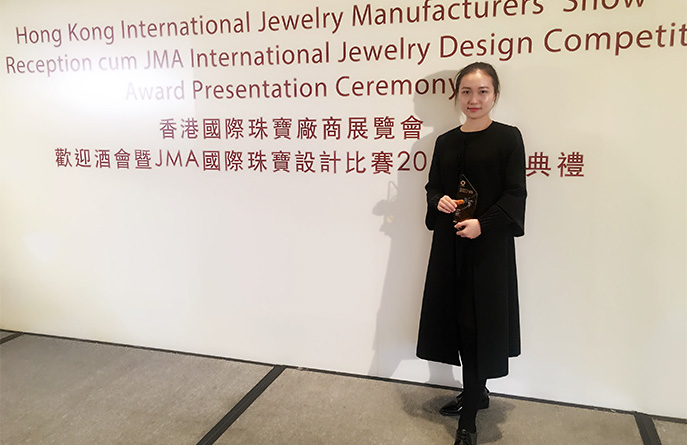 Hong Kong International Jewelry Manufacturers' Show
Reception cum JMA International Jewelry Design
Award Presentation Ceremony
香港國際珠寶廠商展覽會
歡迎酒會暨JMA國際珠寶設計比賽20 典禮